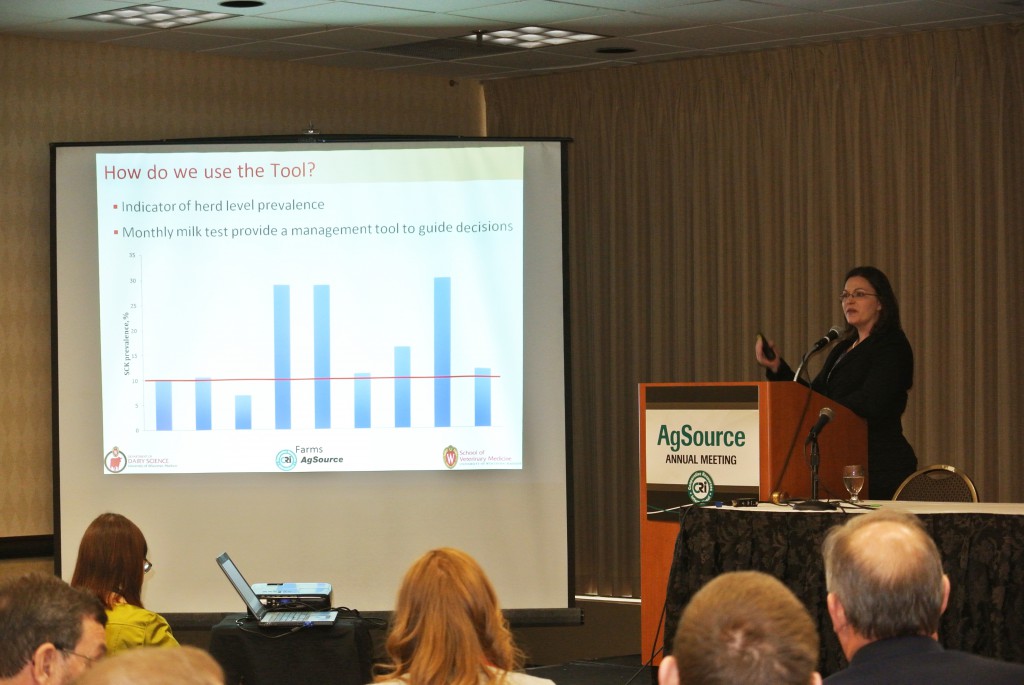 How do we use the Tool?
Indicator of herd level prevalence
Monthly milk test provide a management tool to guide decisions
35
30
25
20
15
10
5
0
SCK prevalence, %
Farms
DAIRY SCIENCE
CRI AgSource
School of
Veterinary Medicine
AgSource
ANNUAL MEETING
CRI